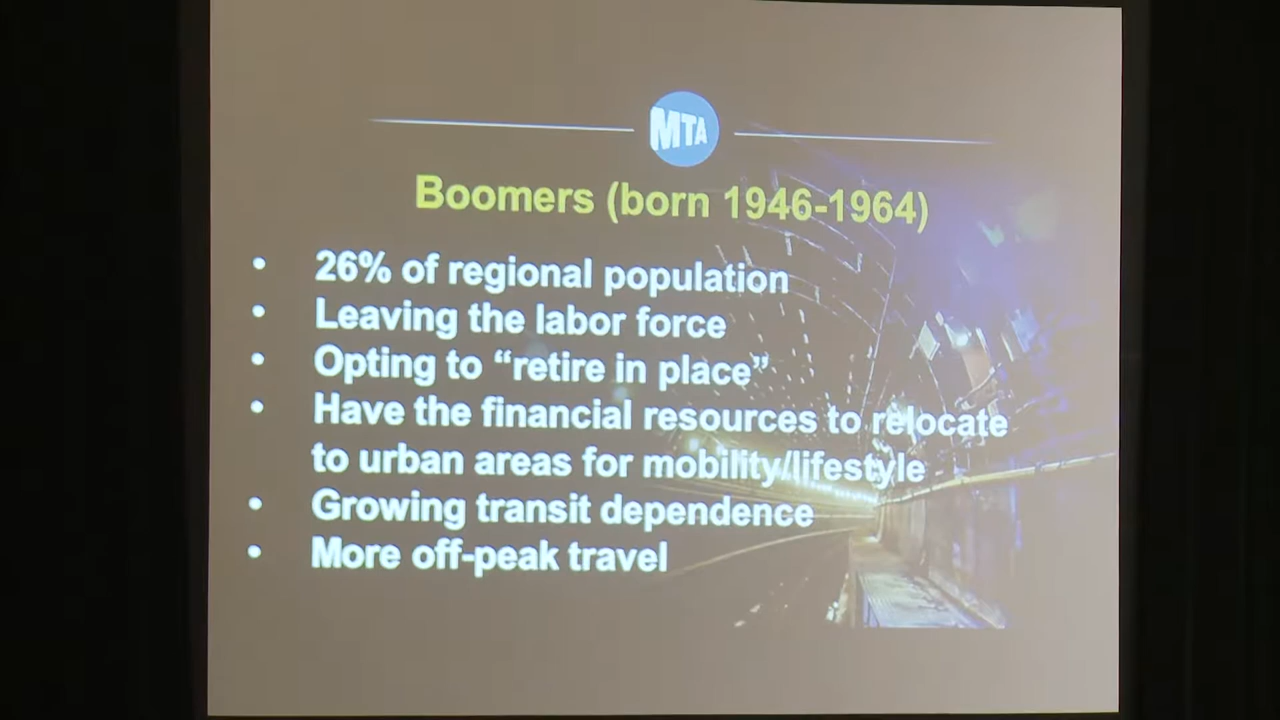 MTA
Boomers (born 1946-1964)
• 26% of regional population
• Leaving the labor force
• Opting to “retire in place”
• Have the financial resources to relocate
to urban areas for mobility/lifestyle
• Growing transit dependence
• More off-peak travel